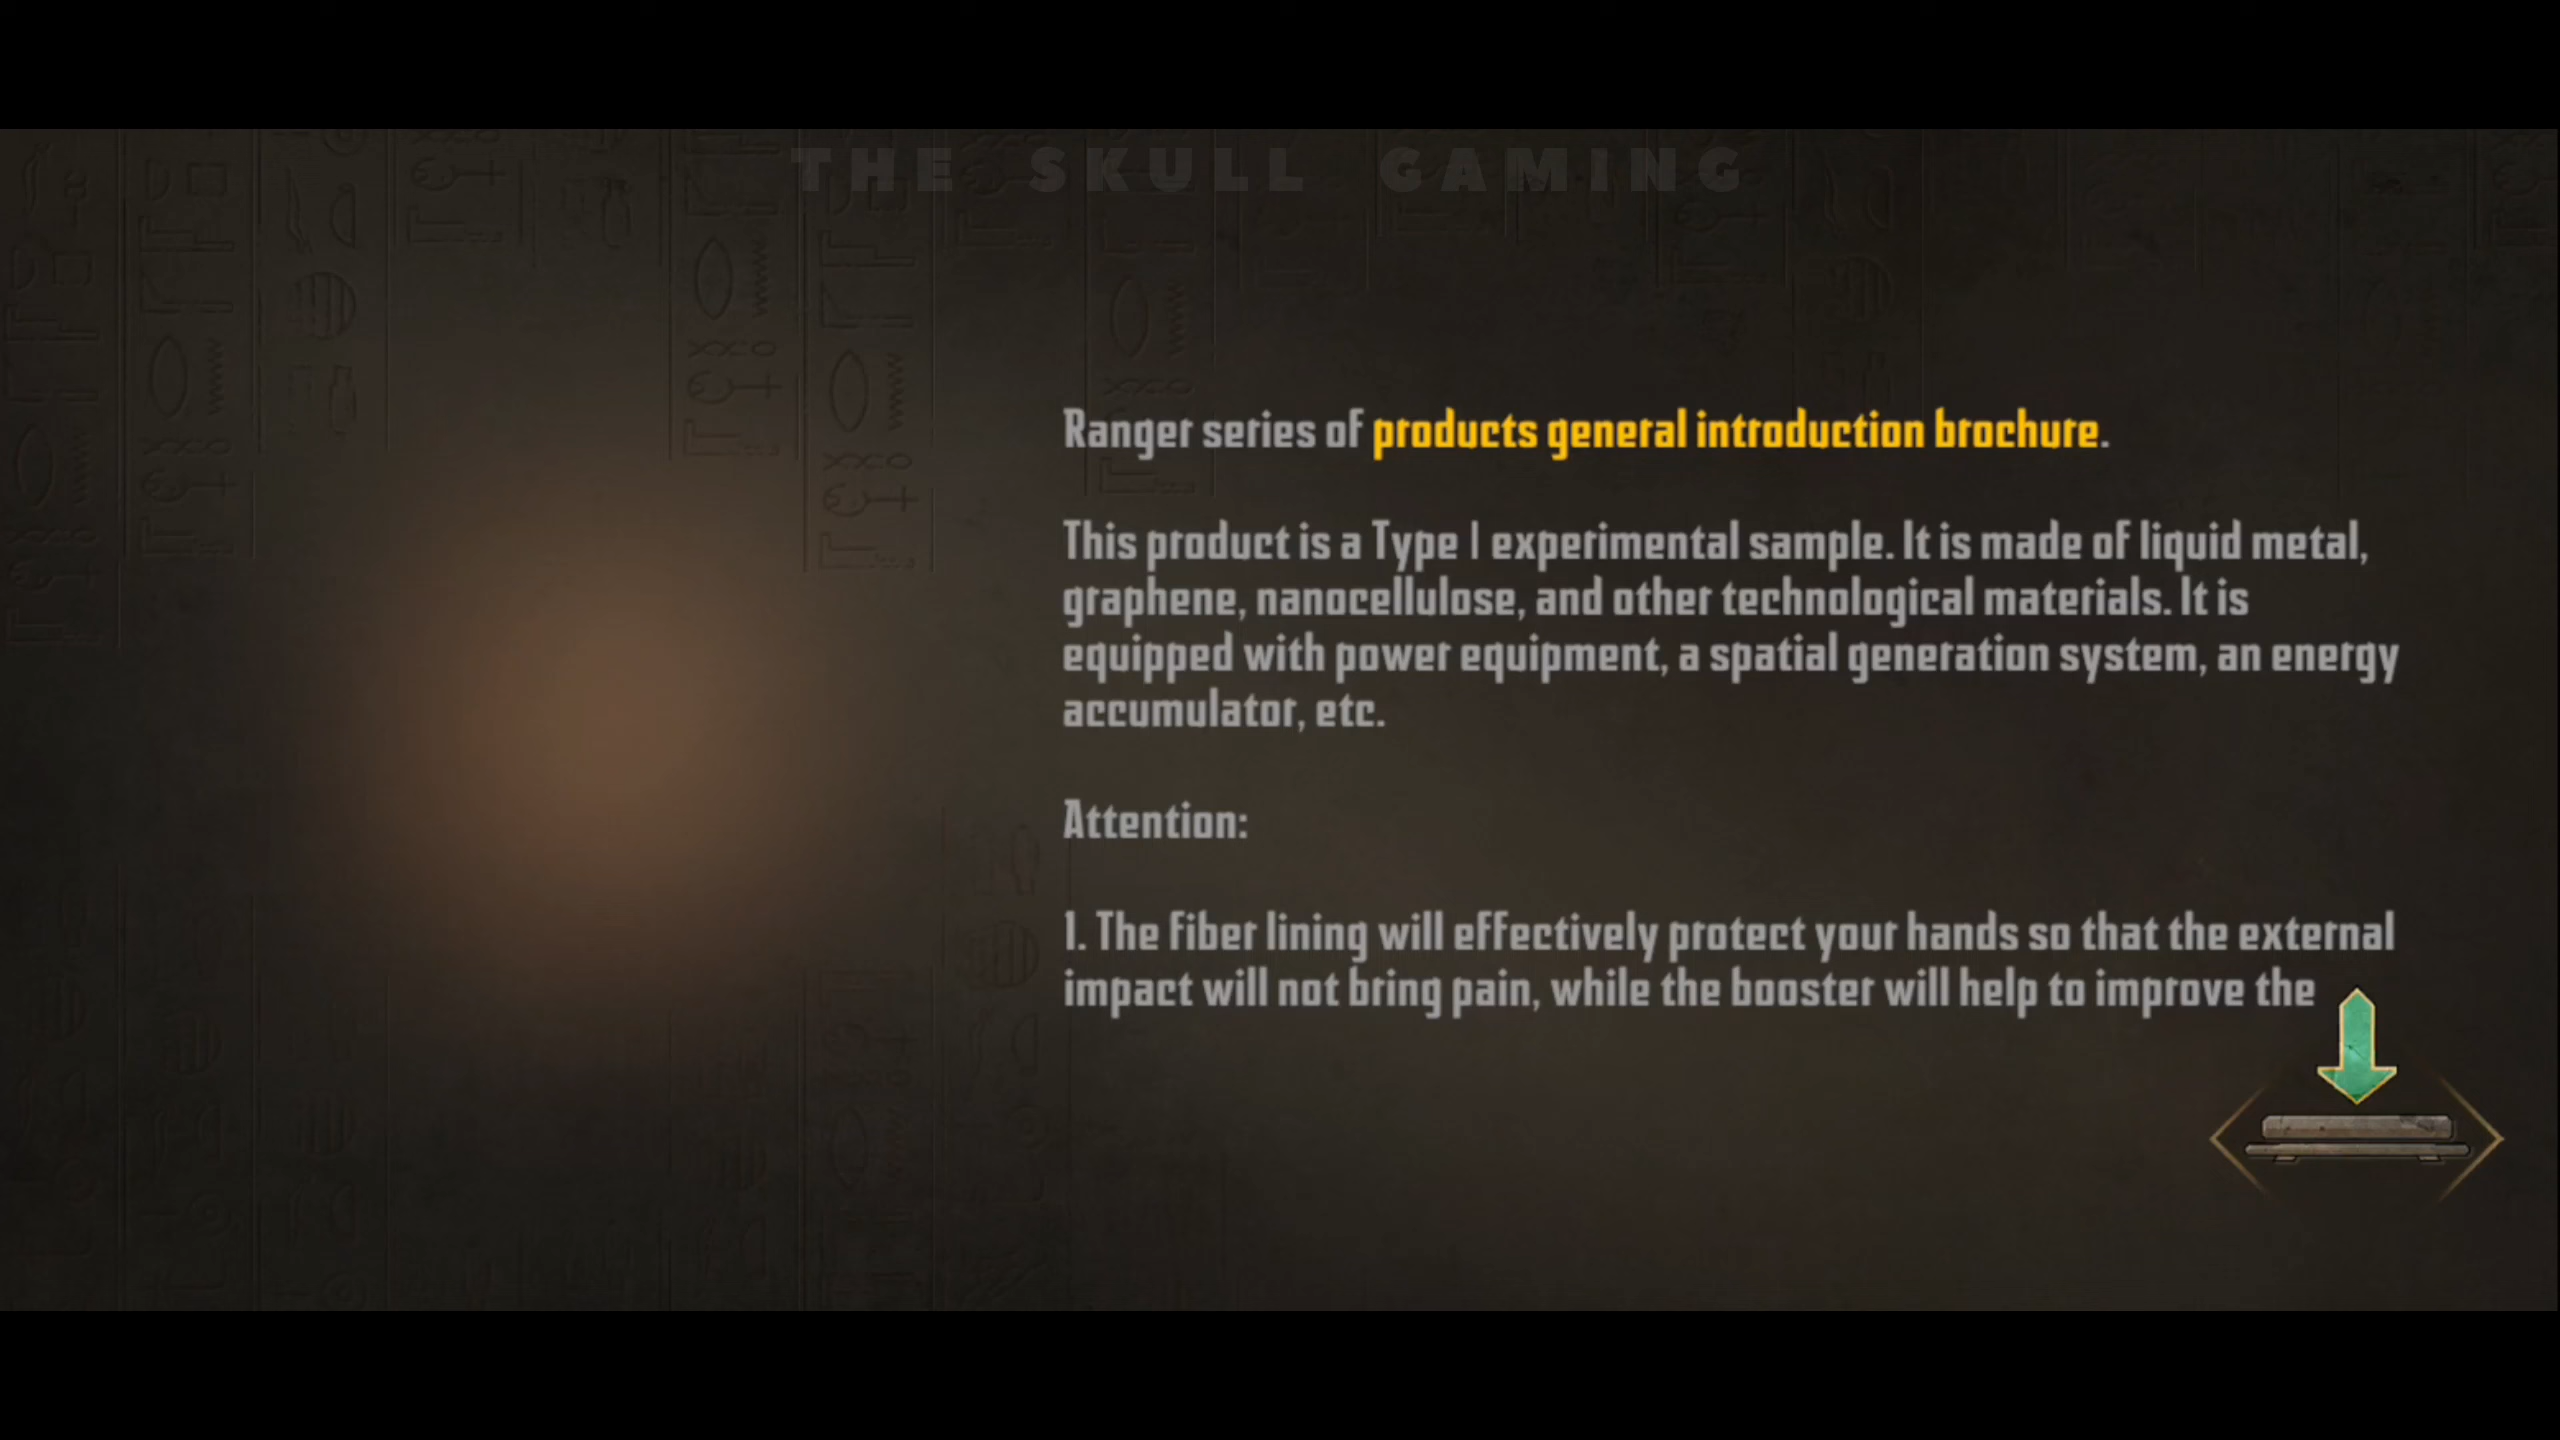 THE SKULL GAMING
Ranger series of products general introduction brochure.
This product is a Type I experimental sample. It is made of liquid metal,
graphene, nanocellulose, and other technological materials. It is
equipped with power equipment, a spatial generation system, an energy
accumulator, etc.
Attention:
1. The fiber lining will effectively protect your hands so that the external
impact will not bring pain, while the booster will help to improve the